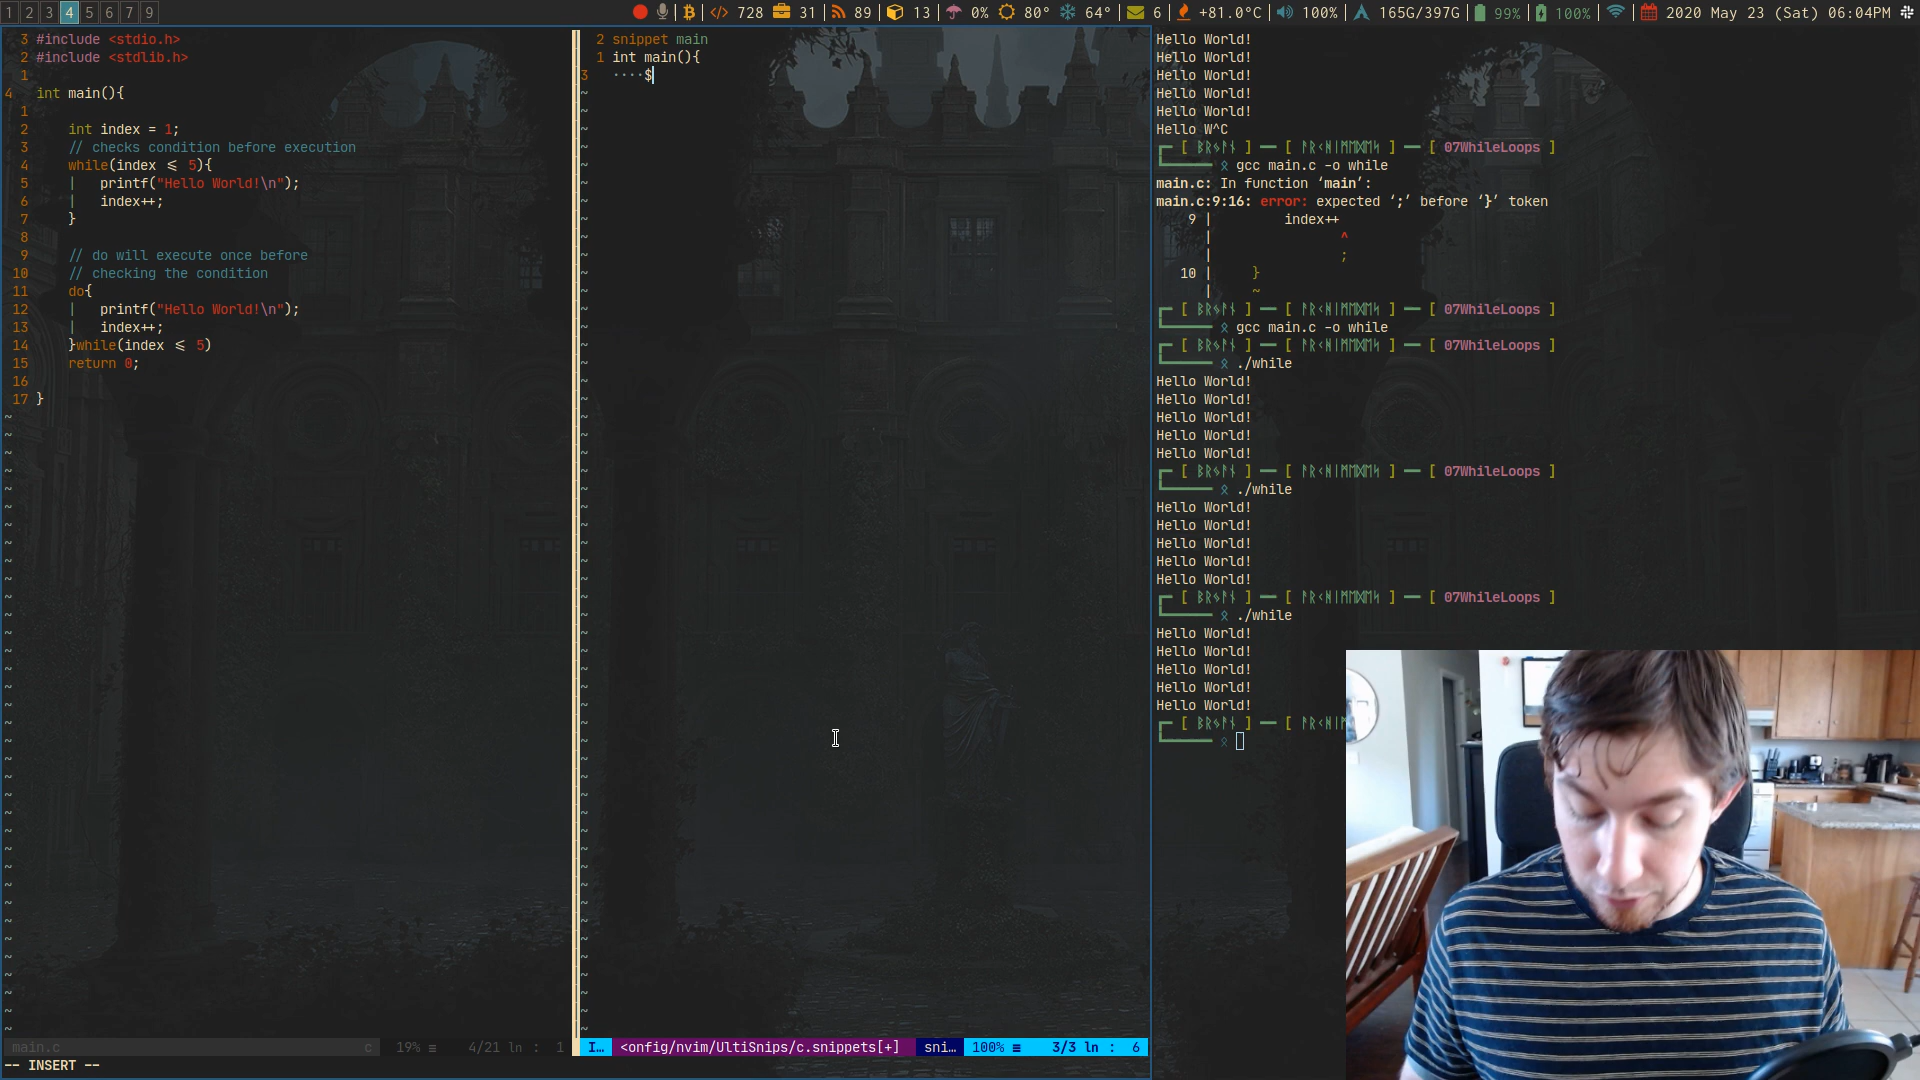 1 2 3 4 5 6 7 9
728 31 89 13 0% 80° 64° 6 +81.0°C 100% 165G/397G 99% 100% 2020 May 23 (Sat) 06:04PM
3 #include <stdio.h>
2 #include <stdlib.h>
1
4 int main(){
1
2 int index = 1;
3 // checks condition before execution
4 while(index ≤ 5){
5 | printf("Hello World!\n");
6 | index++;
7 }
8
9 // do will execute once before
10 // checking the condition
11 do{
12 | printf("Hello World!\n");
13 | index++;
14 }while(index ≤ 5)
15 return 0;
16
17 }
main.c c 19% ≡ 4/21 ln : 1
-- INSERT --
2 snippet main
1 int main(){
3 ····$
I… <onfig/nvim/UltiSnips/c.snippets[+] sni… 100% ≡ 3/3 ln : 6
Hello World!
Hello World!
Hello World!
Hello World!
Hello World!
Hello W^C
[ 07WhileLoops ]
gcc main.c -o while
main.c: In function ‘main’:
main.c:9:16: error: expected ‘;’ before ‘}’ token
9 | index++
| ^
| ;
10 | }
| ~
[ 07WhileLoops ]
gcc main.c -o while
[ 07WhileLoops ]
./while
Hello World!
Hello World!
Hello World!
Hello World!
Hello World!
[ 07WhileLoops ]
./while
Hello World!
Hello World!
Hello World!
Hello World!
Hello World!
[ 07WhileLoops ]
./while
Hello World!
Hello World!
Hello World!
Hello World!
Hello World!